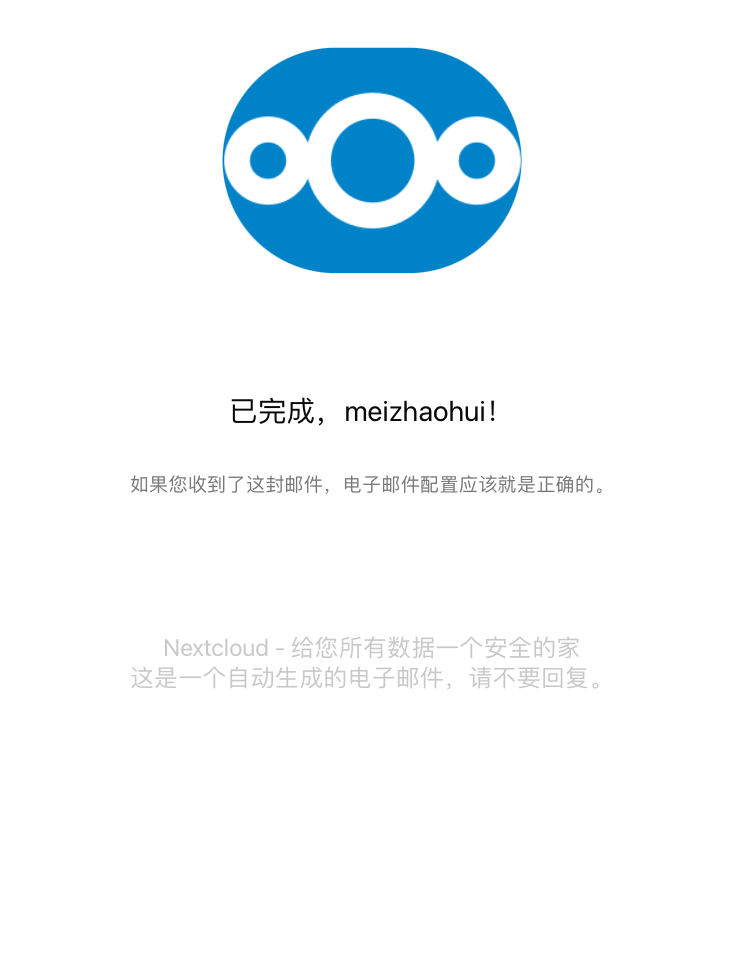 已完成，meizhaohui！
如果您收到了这封邮件，电子邮件配置应该就是正确的。
Nextcloud - 给您所有数据一个安全的家
这是一个自动生成的电子邮件，请不要回复。